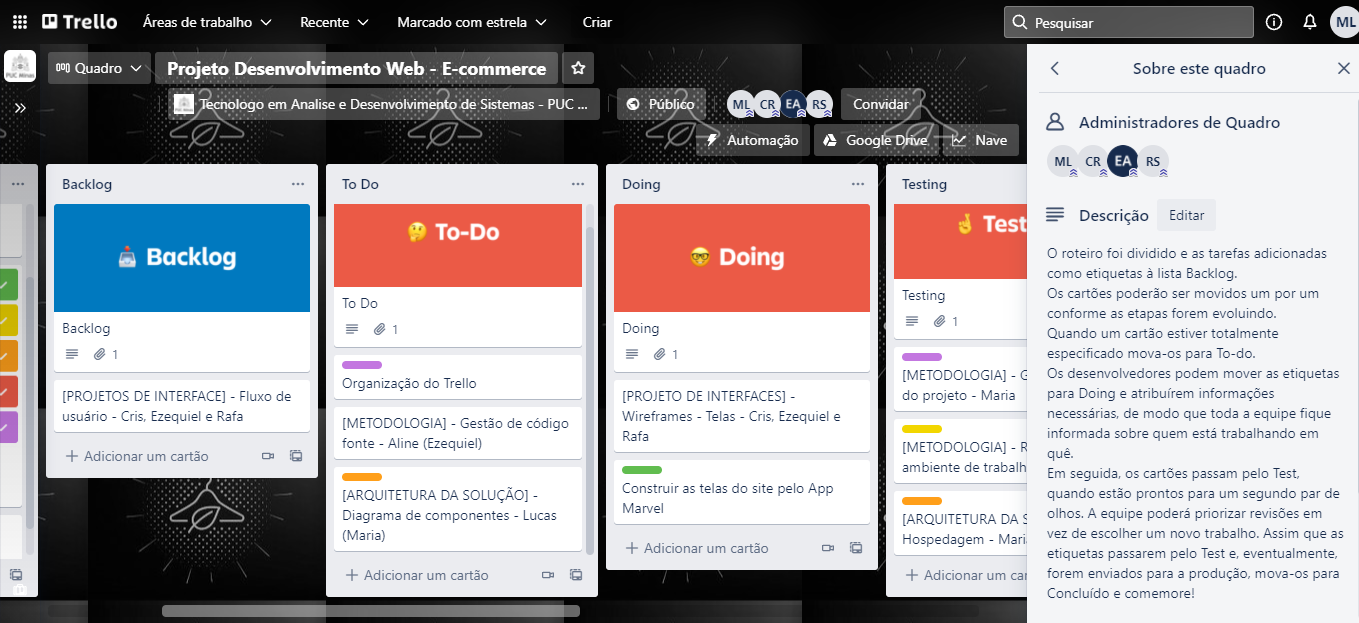 Trello
Áreas de trabalho
Recente
Marcado com estrela
Criar
Pesquisar
ML
PUC Minas
Quadro
Projeto Desenvolvimento Web - E-commerce
Tecnologo em Analise e Desenvolvimento de Sistemas - PUC ...
Público
ML CR EA RS
Convidar
Automação
Google Drive
Nave
Backlog
📥 Backlog
Backlog
1
[PROJETOS DE INTERFACE] - Fluxo de
usuário - Cris, Ezequiel e Rafa
+ Adicionar um cartão
To Do
🤔 To-Do
To Do
1
Organização do Trello
[METODOLOGIA] - Gestão de código
fonte - Aline (Ezequiel)
[ARQUITETURA DA SOLUÇÃO] -
Diagrama de componentes - Lucas
(Maria)
+ Adicionar um cartão
Doing
🤓 Doing
Doing
1
[PROJETO DE INTERFACES] -
Wireframes - Telas - Cris, Ezequiel e
Rafa
Construir as telas do site pelo App
Marvel
+ Adicionar um cartão
Testing
🤞 Test
Testing
1
[METODOLOGIA] - G
do projeto - Maria
[METODOLOGIA] - R
ambiente de trabalh
[ARQUITETURA DA S
Hospedagem - Mari
+ Adicionar um car
Sobre este quadro
Administradores de Quadro
ML CR EA RS
Descrição
Editar
O roteiro foi dividido e as tarefas adicionadas
como etiquetas à lista Backlog.
Os cartões poderão ser movidos um por um
conforme as etapas forem evoluindo.
Quando um cartão estiver totalmente
especificado mova-os para To-do.
Os desenvolvedores podem mover as etiquetas
para Doing e atribuírem informações
necessárias, de modo que toda a equipe fique
informada sobre quem está trabalhando em
quê.
Em seguida, os cartões passam pelo Test,
quando estão prontos para um segundo par de
olhos. A equipe poderá priorizar revisões em
vez de escolher um novo trabalho. Assim que as
etiquetas passarem pelo Test e, eventualmente,
forem enviados para a produção, mova-os para
Concluído e comemore!